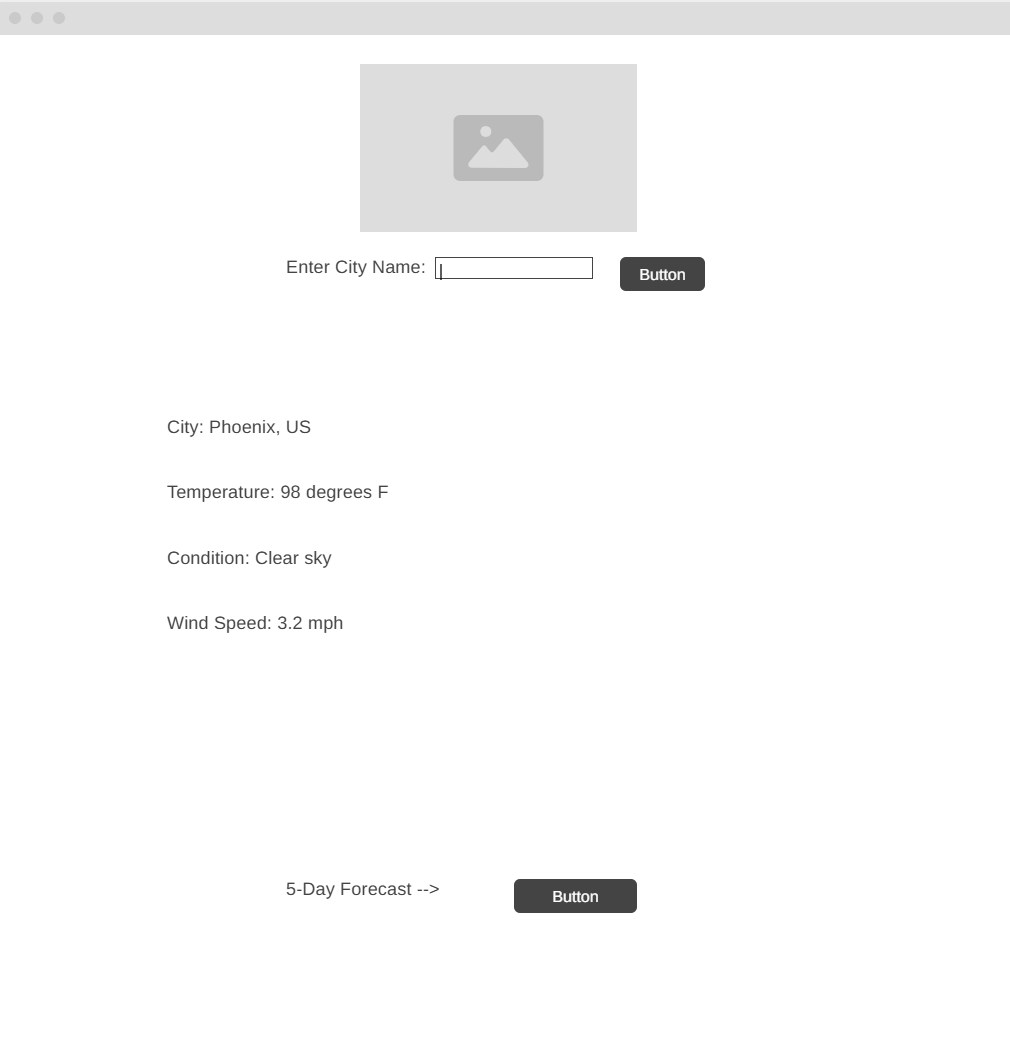 Enter City Name: Button
City: Phoenix, US
Temperature: 98 degrees F
Condition: Clear sky
Wind Speed: 3.2 mph
5-Day Forecast --> Button